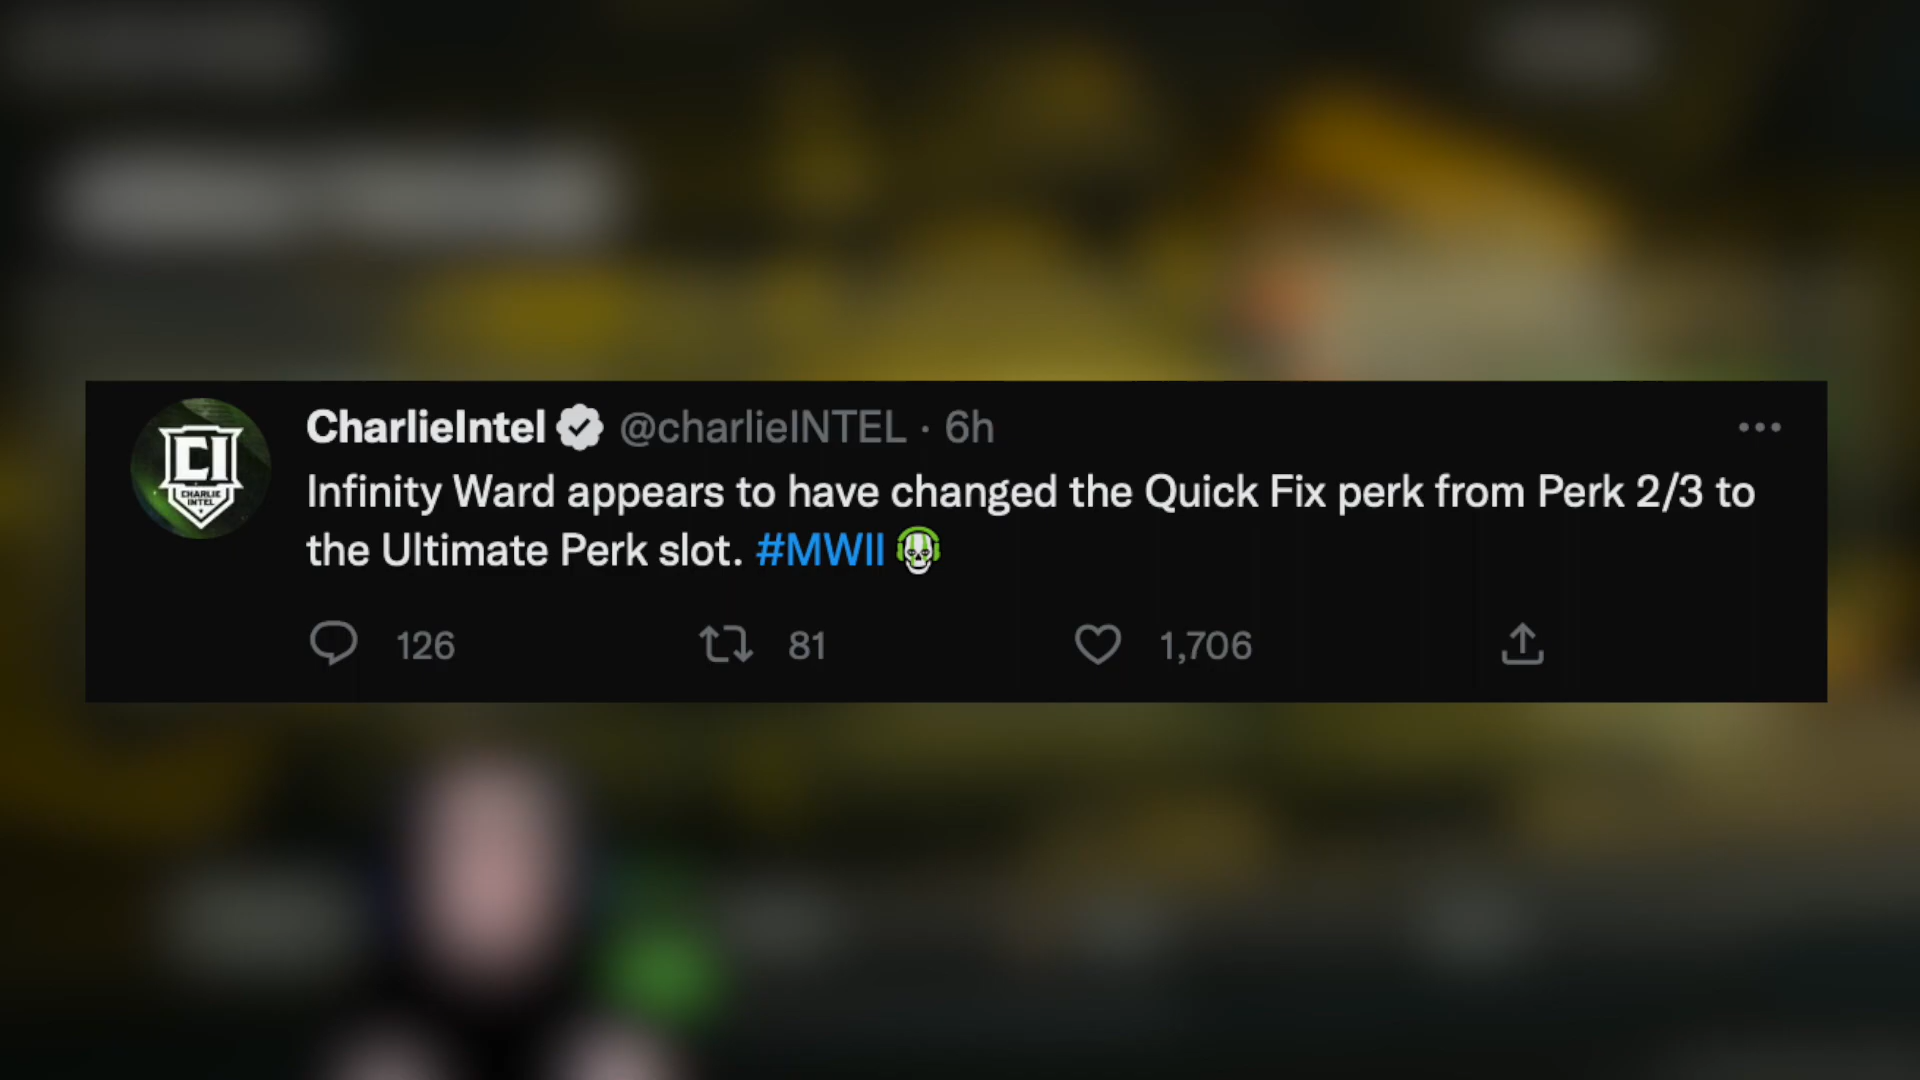 CI
CHARLIE
INTEL
CharlieIntel @charlieINTEL · 6h
Infinity Ward appears to have changed the Quick Fix perk from Perk 2/3 to
the Ultimate Perk slot. #MWII
126 81 1,706